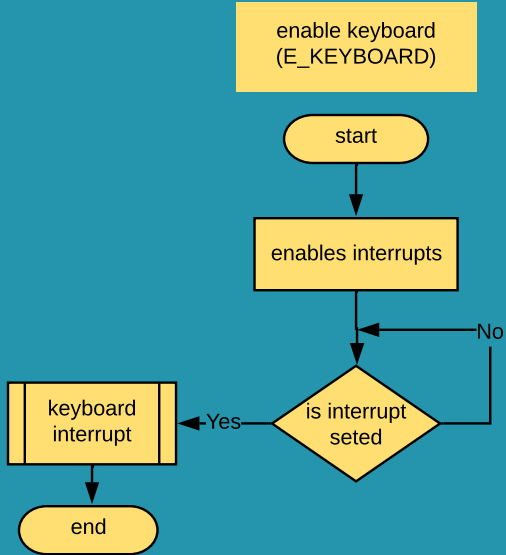 enable keyboard
(E_KEYBOARD)
start
enables interrupts
No
is interrupt
seted
Yes
keyboard
interrupt
end